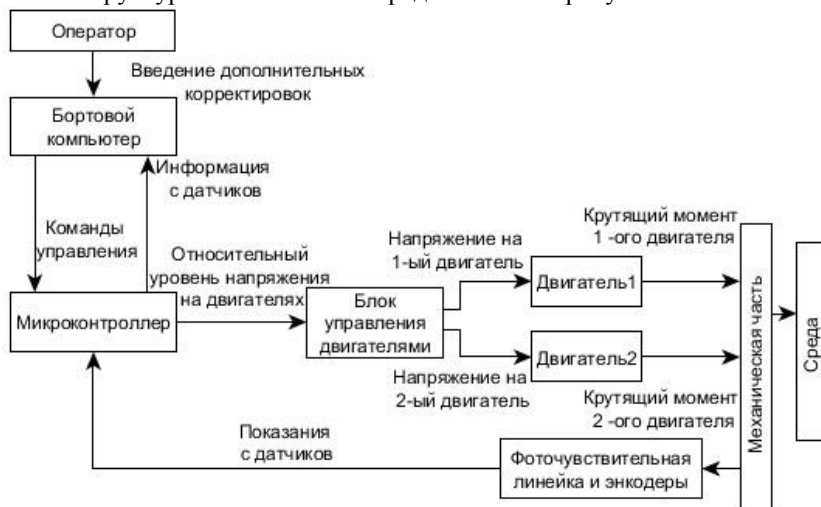 Оператор
Введение дополнительных
корректировок
Бортовой
компьютер
Информация
с датчиков
Команды
управления
Относительный
уровень напряжения
на двигателях
Микроконтроллер
Блок
управления
двигателями
Напряжение на
1-ый двигатель
Двигатель1
Крутящий момент
1 -ого двигателя
Напряжение на
2-ый двигатель
Двигатель2
Крутящий момент
2 -ого двигателя
Механическая часть
Среда
Показания
с датчиков
Фоточувствительная
линейка и энкодеры